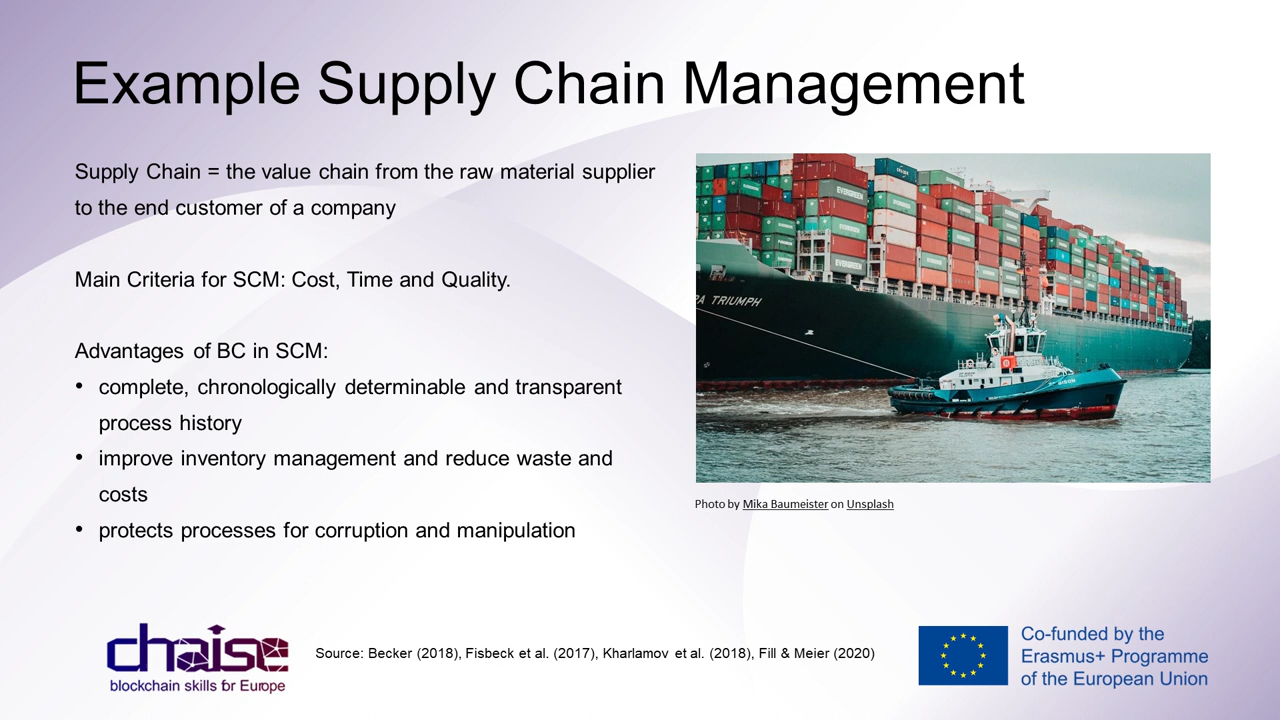 Example Supply Chain Management
Supply Chain = the value chain from the raw material supplier
to the end customer of a company
Main Criteria for SCM: Cost, Time and Quality.
Advantages of BC in SCM:
• complete, chronologically determinable and transparent
process history
• improve inventory management and reduce waste and
costs
• protects processes for corruption and manipulation
EVERGREEN
EVERGREEN
EVERGREEN
EVERGREEN
TRIUMPH
BISON
Photo by Mika Baumeister on Unsplash
chaise
blockchain skills for Europe
Source: Becker (2018), Fisbeck et al. (2017), Kharlamov et al. (2018), Fill & Meier (2020)
Co-funded by the
Erasmus+ Programme
of the European Union